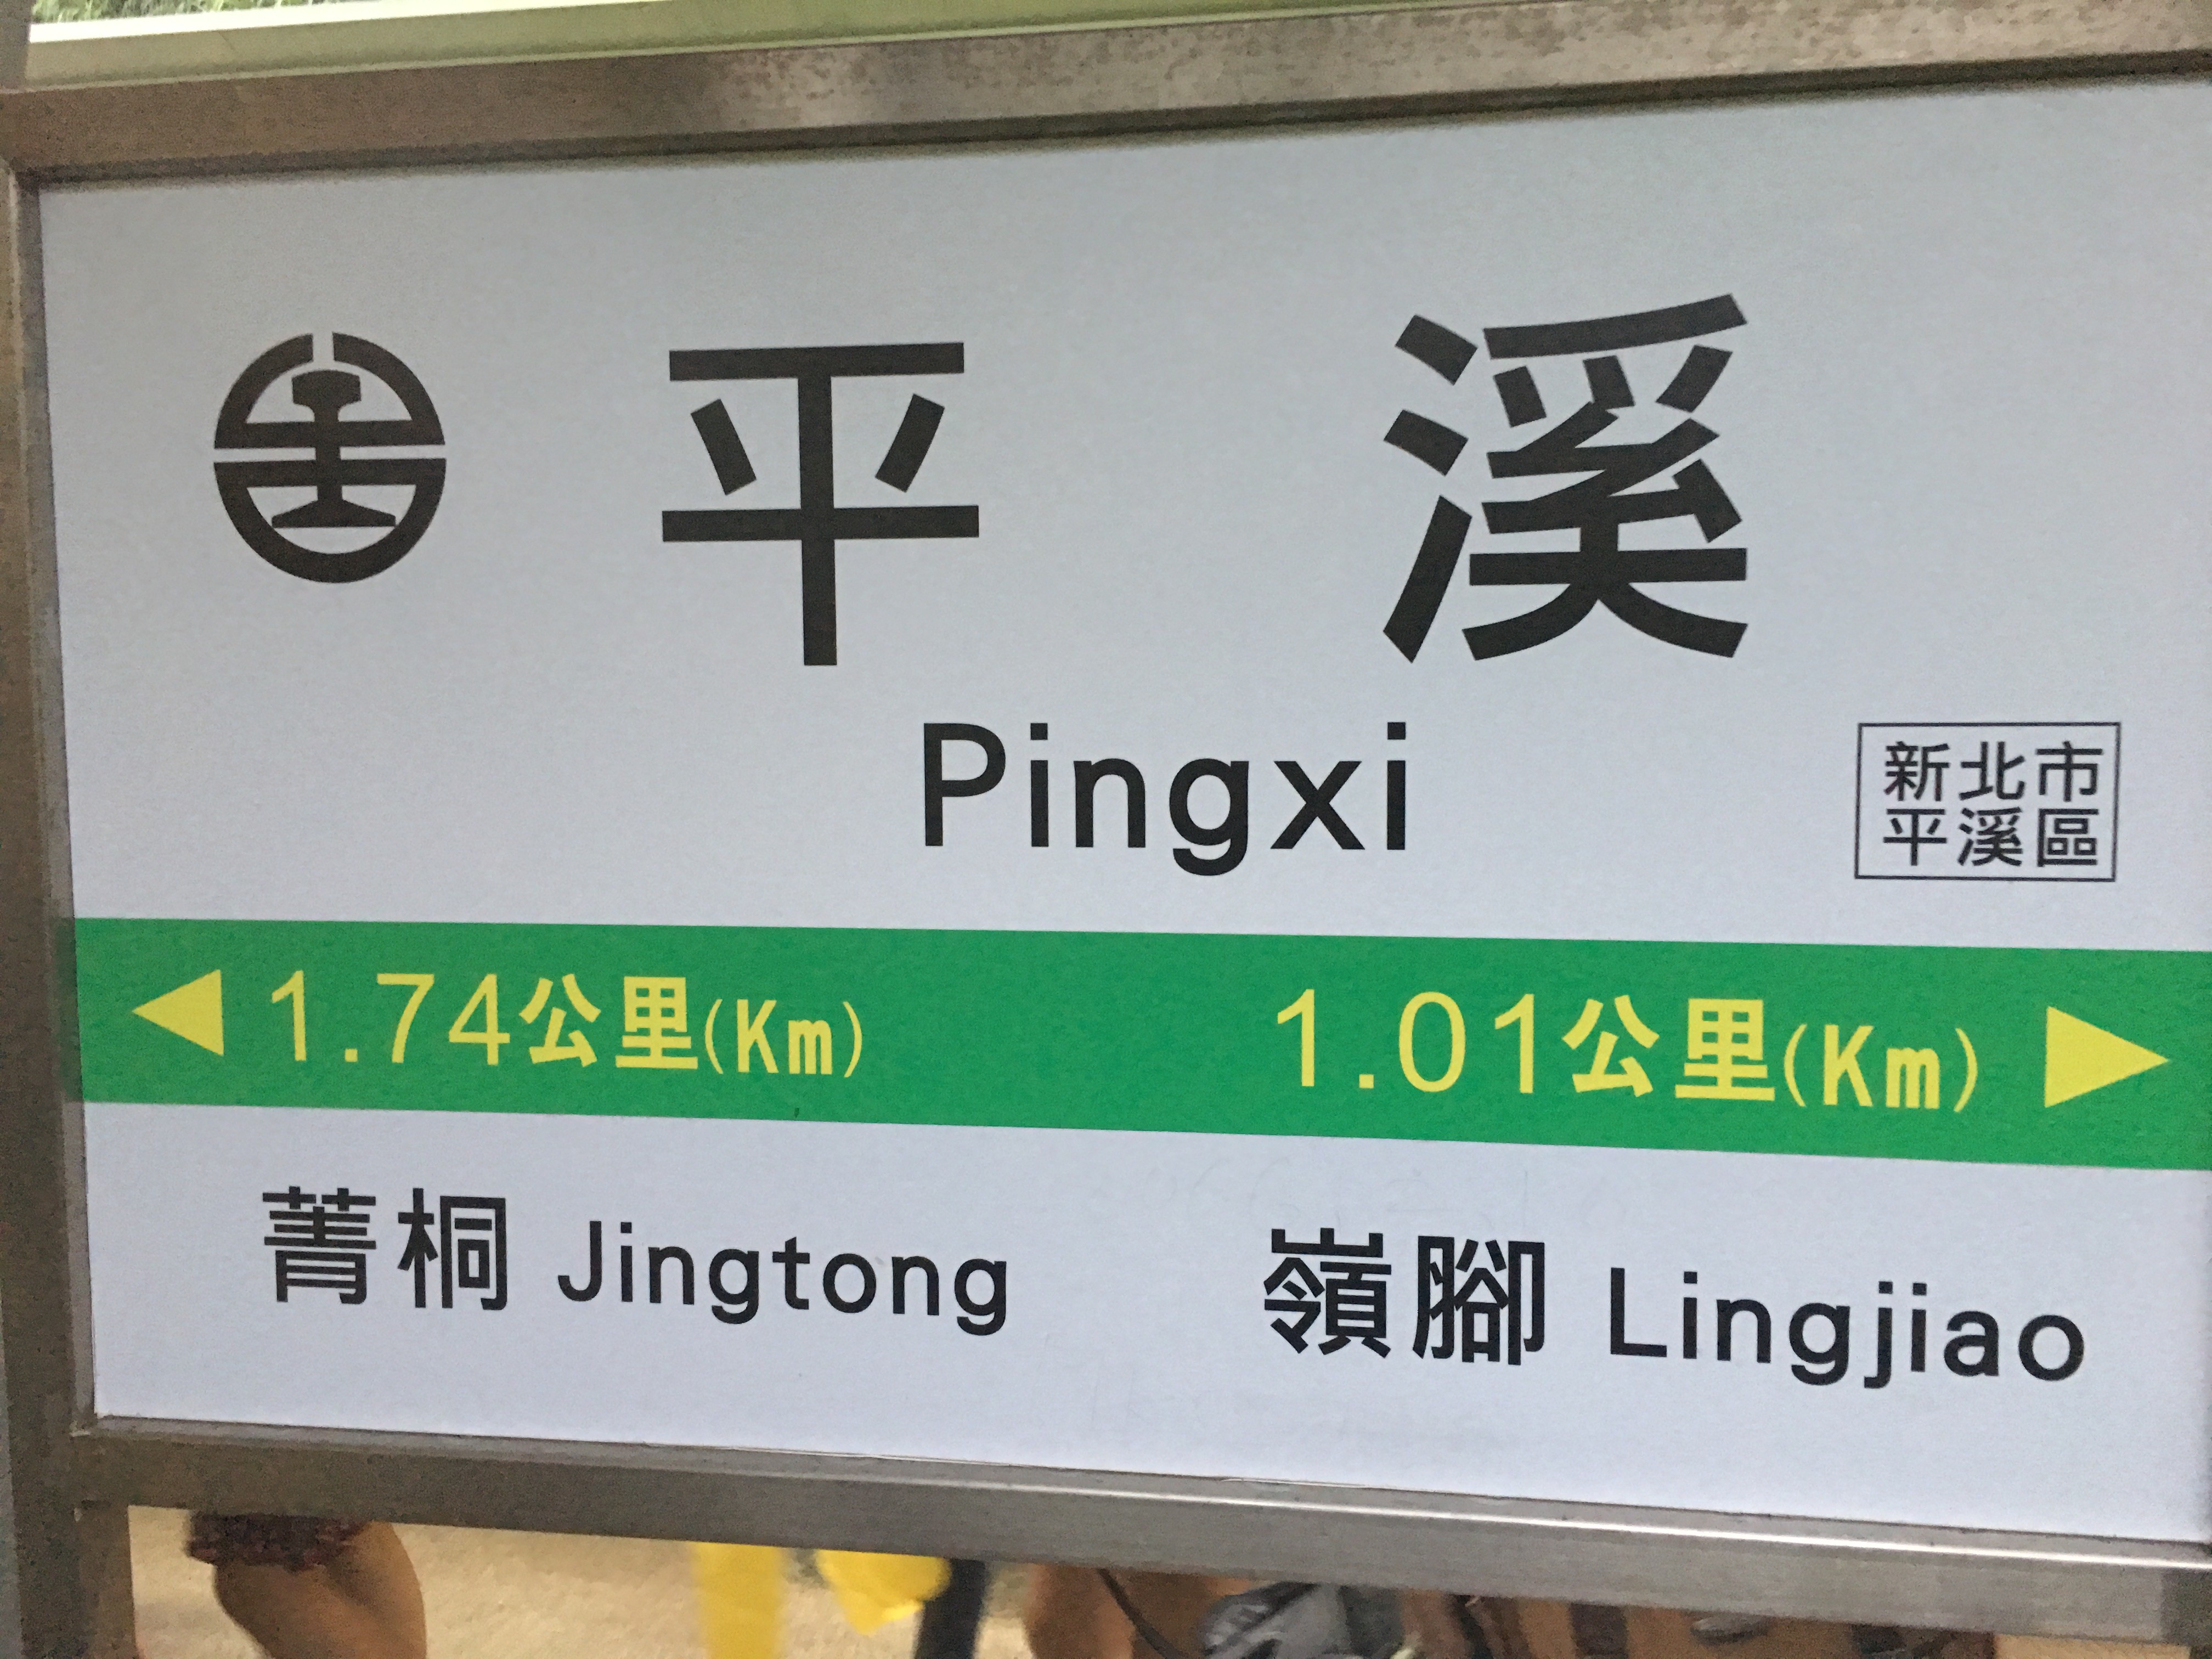 平溪
Pingxi
新北市
平溪區
◀1.74公里(Km)
1.01公里(Km)▶
菁桐 Jingtong
嶺腳 Lingjiao